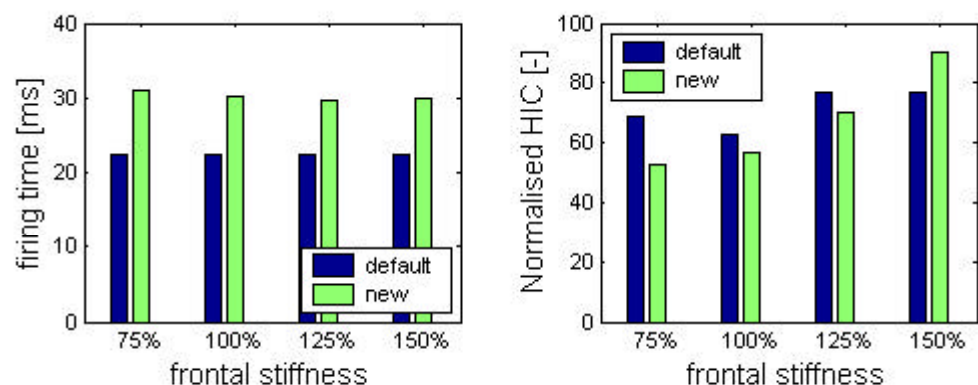 40
30
20
10
0
firing time [ms]
default
new
75% 100% 125% 150%
frontal stiffness
100
80
60
40
20
0
Normalised HIC [-]
default
new
75% 100% 125% 150%
frontal stiffness